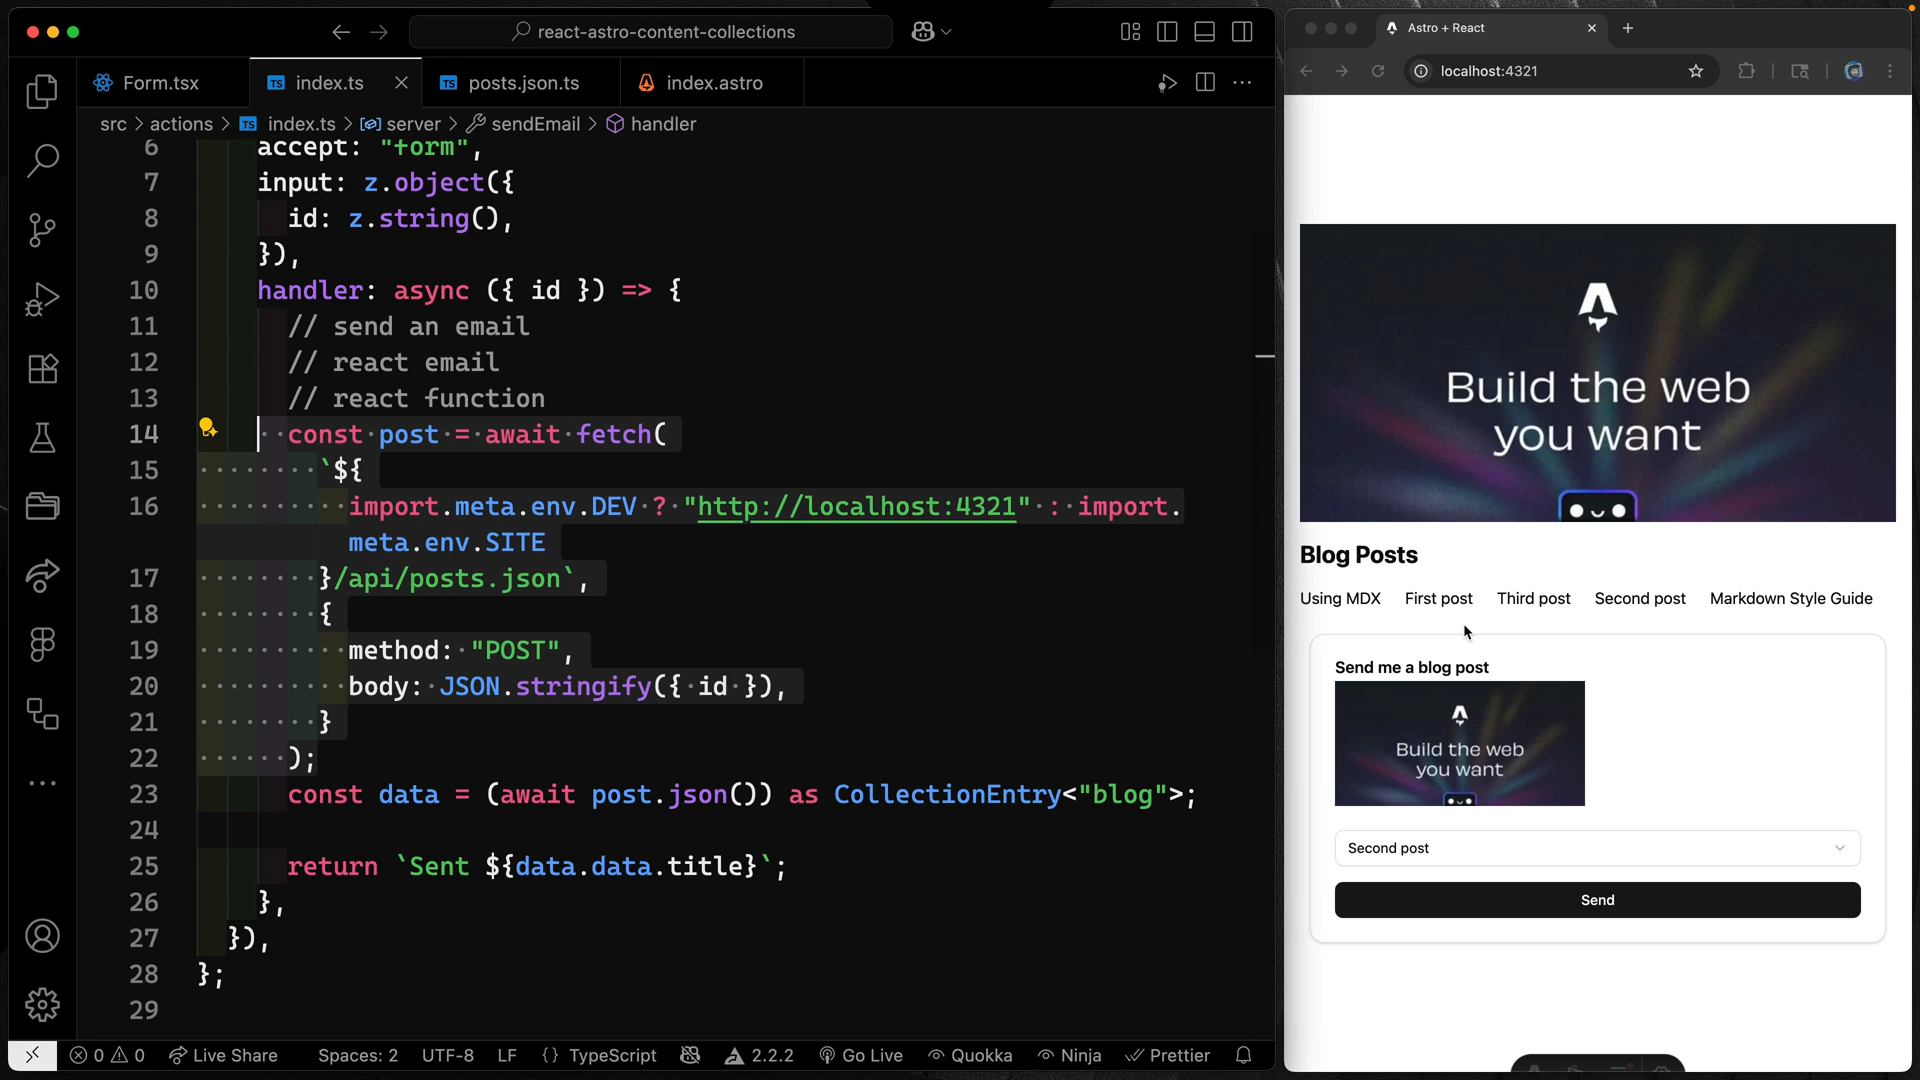 react-astro-content-collections
Form.tsx
index.ts
posts.json.ts
index.astro
src > actions > TS index.ts > server > sendEmail > handler
6 accept: "form",
7 input: z.object({
8 id: z.string(),
9 }),
10 handler: async ({ id }) => {
11 // send an email
12 // react email
13 // react function
14 const post = await fetch(
15 `${
16 import.meta.env.DEV ? "http://localhost:4321" : import.
meta.env.SITE
17 }/api/posts.json`,
18 {
19 method: "POST",
20 body: JSON.stringify({ id }),
21 }
22 );
23 const data = (await post.json()) as CollectionEntry<"blog">;
24
25 return `Sent ${data.data.title}`;
26 },
27 }),
28 };
29
0 0 Live Share Spaces: 2 UTF-8 LF {} TypeScript 2.2.2 Go Live Quokka Ninja Prettier
Astro + React
localhost:4321
Build the web
you want
Blog Posts
Using MDX First post Third post Second post Markdown Style Guide
Send me a blog post
Build the web
you want
Second post
Send